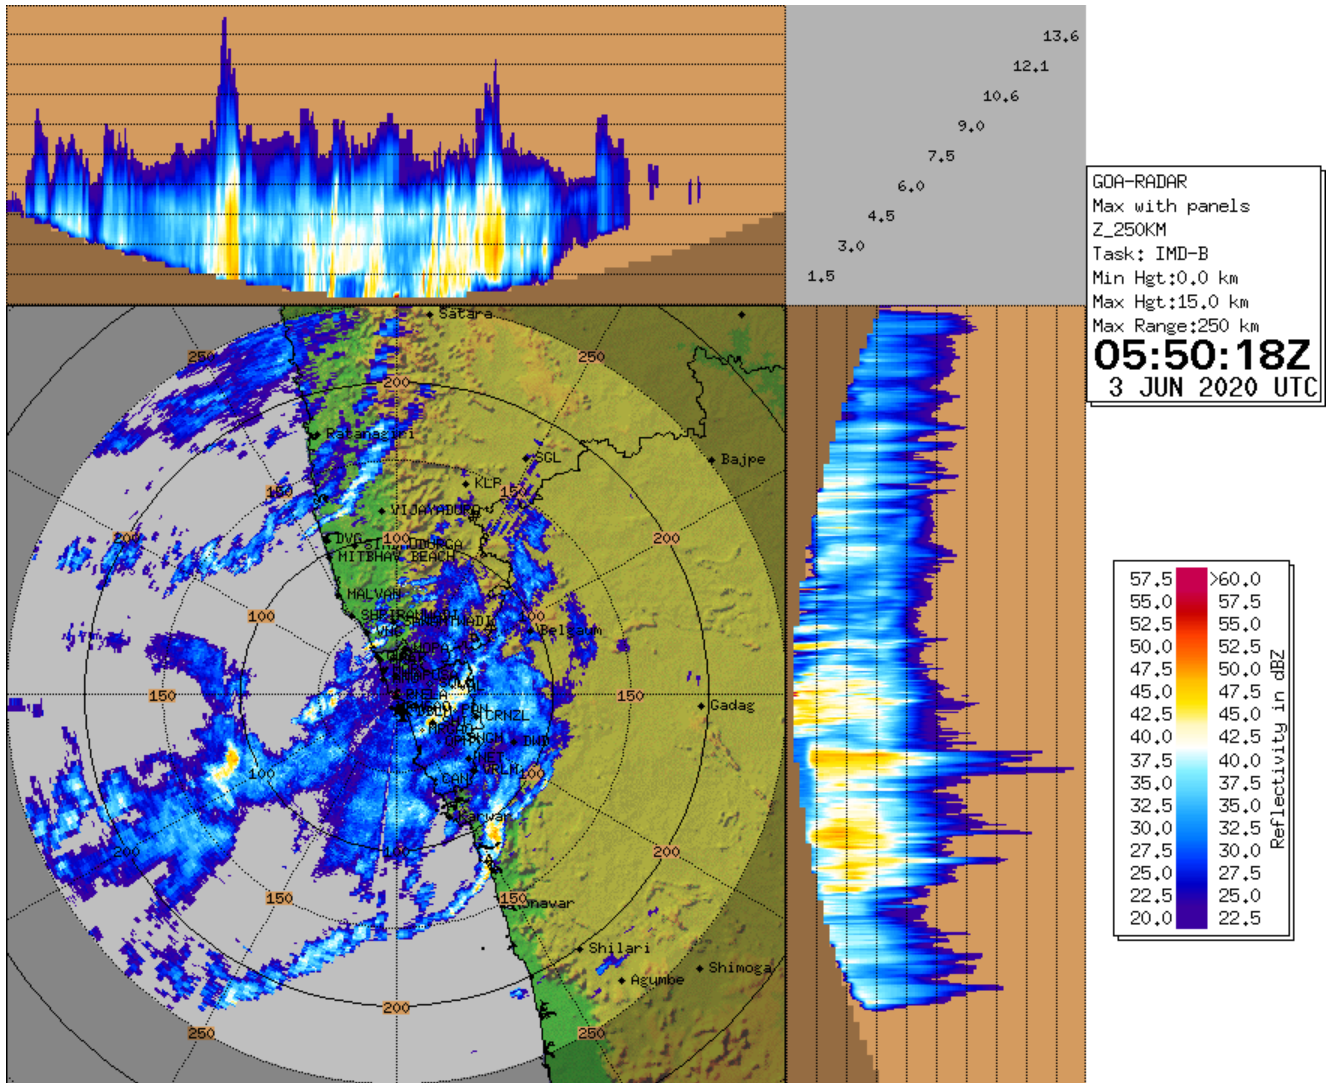 13.6
12.1
10.6
9.0
7.5
6.0
4.5
3.0
1.5
GOA-RADAR
Max with panels
Z_250KM
Task: IMD-B
Min Hgt:0.0 km
Max Hgt:15.0 km
Max Range:250 km
05:50:18Z
3 JUN 2020 UTC
Satara
250
250
200
Bajpe
SGL
KLP
150
150
VIJAYADURG
200
100
200
DVG
MITBHAV BEACH
MALVAN
100
100
Belgaum
150
150
Gadag
CRNZL
DWD
CAN
100
100
Karwar
100
200
200
150
150
Shilari
Shimoga
Agumbe
200
250
250
57.5 >60.0
55.0 57.5
52.5 55.0
50.0 52.5
47.5 50.0
45.0 47.5
42.5 45.0
40.0 42.5
37.5 40.0
35.0 37.5
32.5 35.0
30.0 32.5
27.5 30.0
25.0 27.5
22.5 25.0
20.0 22.5
Reflectivity in dBZ